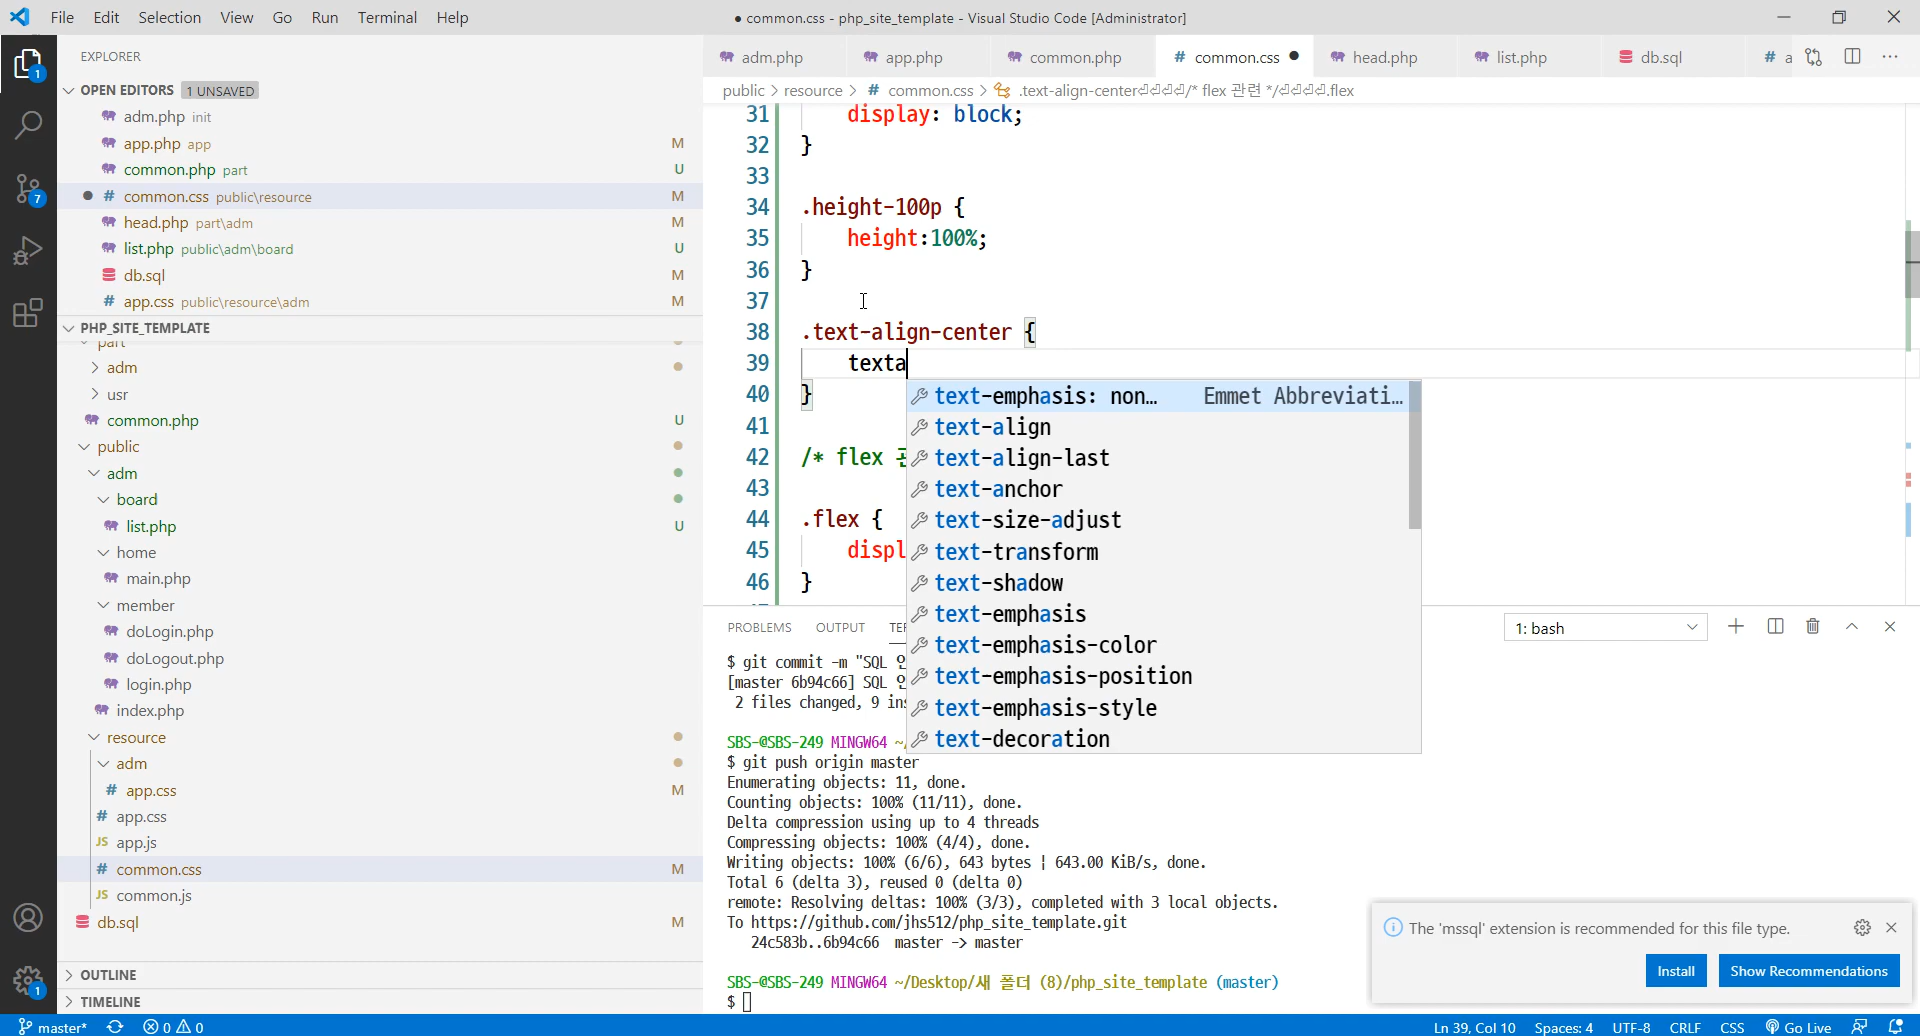 File Edit Selection View Go Run Terminal Help
● common.css - php_site_template - Visual Studio Code [Administrator]
EXPLORER
OPEN EDITORS 1 UNSAVED
adm.php init
app.php app M
common.php part U
# common.css public\resource M
head.php part\adm M
list.php public\adm\board U
db.sql M
# app.css public\resource\adm M
PHP_SITE_TEMPLATE
part
adm
usr
common.php U
public
adm
board
list.php U
home
main.php
member
doLogin.php
doLogout.php
login.php
index.php
resource
adm
# app.css M
# app.css
JS app.js
# common.css M
JS common.js
db.sql M
OUTLINE
TIMELINE
1
7
1
adm.php app.php common.php # common.css ● head.php list.php db.sql # a
public > resource > # common.css > .text-align-center⏎⏎⏎⏎/* flex 관련 */⏎⏎⏎⏎.flex
31 display: block;
32 }
33
34 .height-100p {
35 height:100%;
36 }
37
38 .text-align-center {
39 texta
40 }
41
42 /* flex
43
44 .flex {
45 displ
46 }
text-emphasis: non… Emmet Abbreviati…
text-align
text-align-last
text-anchor
text-size-adjust
text-transform
text-shadow
text-emphasis
text-emphasis-color
text-emphasis-position
text-emphasis-style
text-decoration
PROBLEMS OUTPUT TER
1: bash
$ git commit -m "SQL
[master 6b94c66] SQL
2 files changed, 9 ins
SBS-@SBS-249 MINGW64 ~/
$ git push origin master
Enumerating objects: 11, done.
Counting objects: 100% (11/11), done.
Delta compression using up to 4 threads
Compressing objects: 100% (4/4), done.
Writing objects: 100% (6/6), 643 bytes ¦ 643.00 KiB/s, done.
Total 6 (delta 3), reused 0 (delta 0)
remote: Resolving deltas: 100% (3/3), completed with 3 local objects.
To https://github.com/jhs512/php_site_template.git
24c583b..6b94c66 master -> master
SBS-@SBS-249 MINGW64 ~/Desktop/새 폴더 (8)/php_site_template (master)
$
The 'mssql' extension is recommended for this file type.
Install Show Recommendations
master* 0 0
Ln 39, Col 10 Spaces: 4 UTF-8 CRLF CSS Go Live